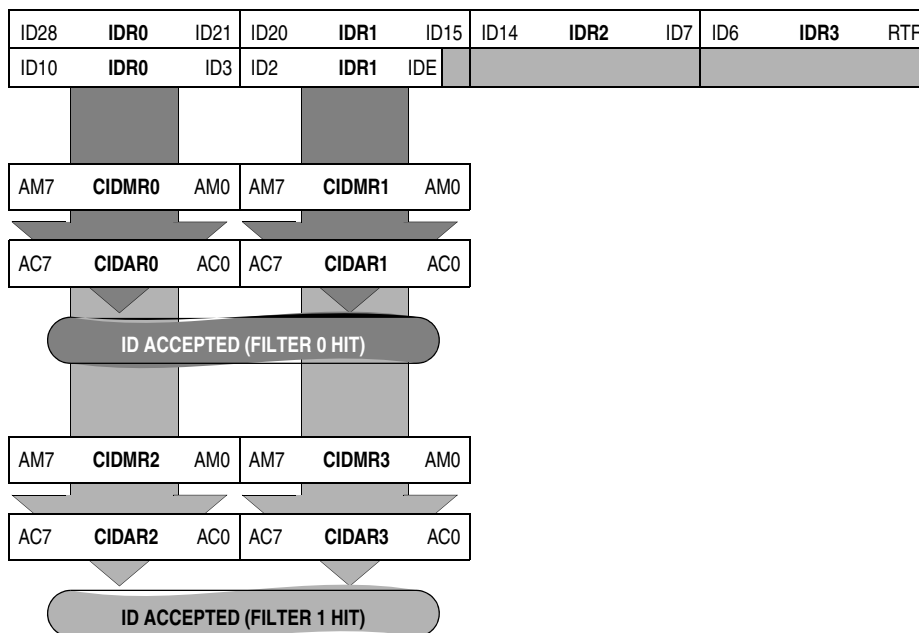 ID28 IDR0 ID21 ID20 IDR1 ID15 ID14 IDR2 ID7 ID6 IDR3 RTR
ID10 IDR0 ID3 ID2 IDR1 IDE
AM7 CIDMR0 AM0 AM7 CIDMR1 AM0
AC7 CIDAR0 AC0 AC7 CIDAR1 AC0
ID ACCEPTED (FILTER 0 HIT)
AM7 CIDMR2 AM0 AM7 CIDMR3 AM0
AC7 CIDAR2 AC0 AC7 CIDAR3 AC0
ID ACCEPTED (FILTER 1 HIT)